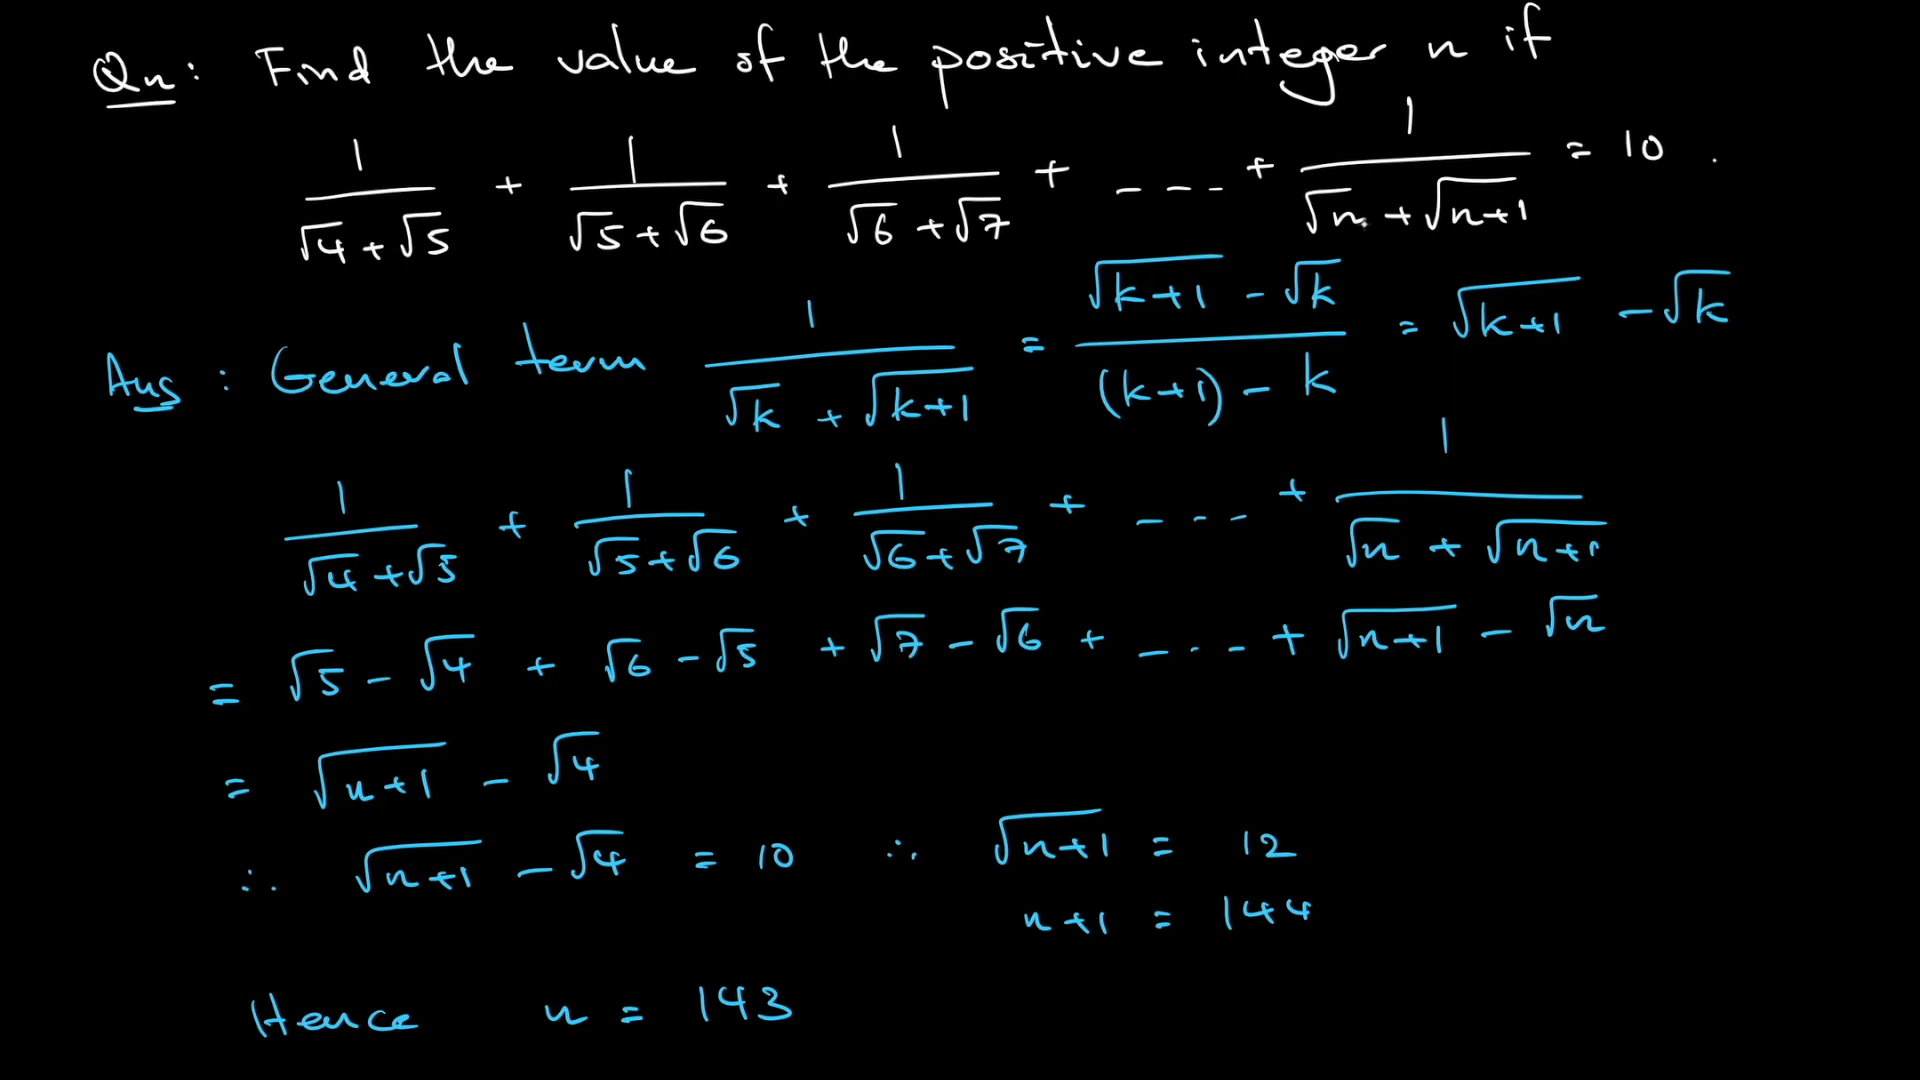 Qn: Find the value of the positive integer n if
1/(√4 + √5) + 1/(√5 + √6) + 1/(√6 + √7) + ---- + 1/(√n + √n+1) = 10 .
Ans : General term 1/(√k + √k+1) = (√k+1 - √k)/((k+1) - k) = √k+1 - √k
1/(√4 + √5) + 1/(√5 + √6) + 1/(√6 + √7) + ---- + 1/(√n + √n+1)
= √5 - √4 + √6 - √5 + √7 - √6 + ---- + √n+1 - √n
= √n+1 - √4
∴ √n+1 - √4 = 10 ∴ √n+1 = 12
n+1 = 144
Hence n = 143